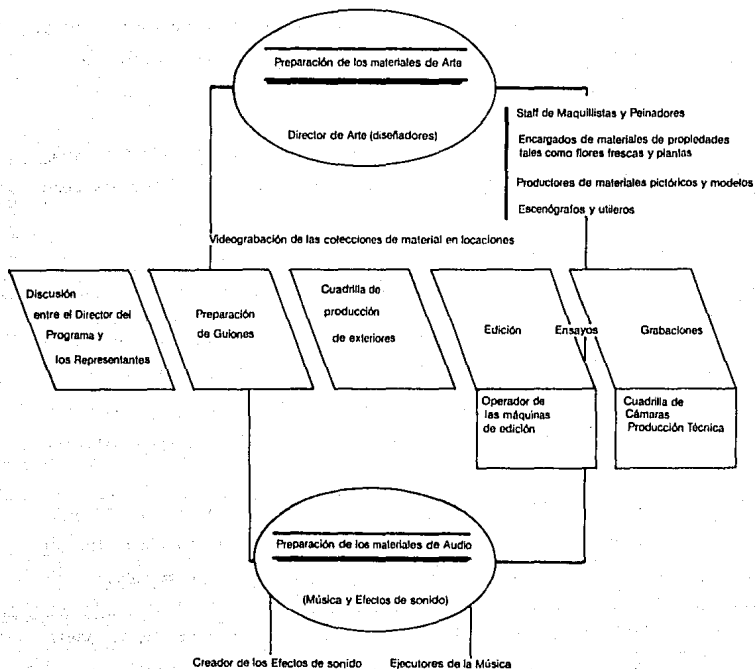 Preparación de los materiales de Arte
Director de Arte (diseñadores)
Staff de Maquillistas y Peinadores
Encargados de materiales de propiedades
tales como flores frescas y plantas
Productores de materiales pictóricos y modelos
Escenógrafos y utileros
Videograbación de las colecciones de material en locaciones
Discusión
entre el Director del
Programa y
los Representantes
Preparación
de Guiones
Cuadrilla de
producción
de exteriores
Edición
Ensayos
Grabaciones
Operador de
las máquinas
de edición
Cuadrilla de
Cámaras
Producción Técnica
Preparación de los materiales de Audio
(Música y Efectos de sonido)
Creador de los Efectos de sonido
Ejecutores de la Música